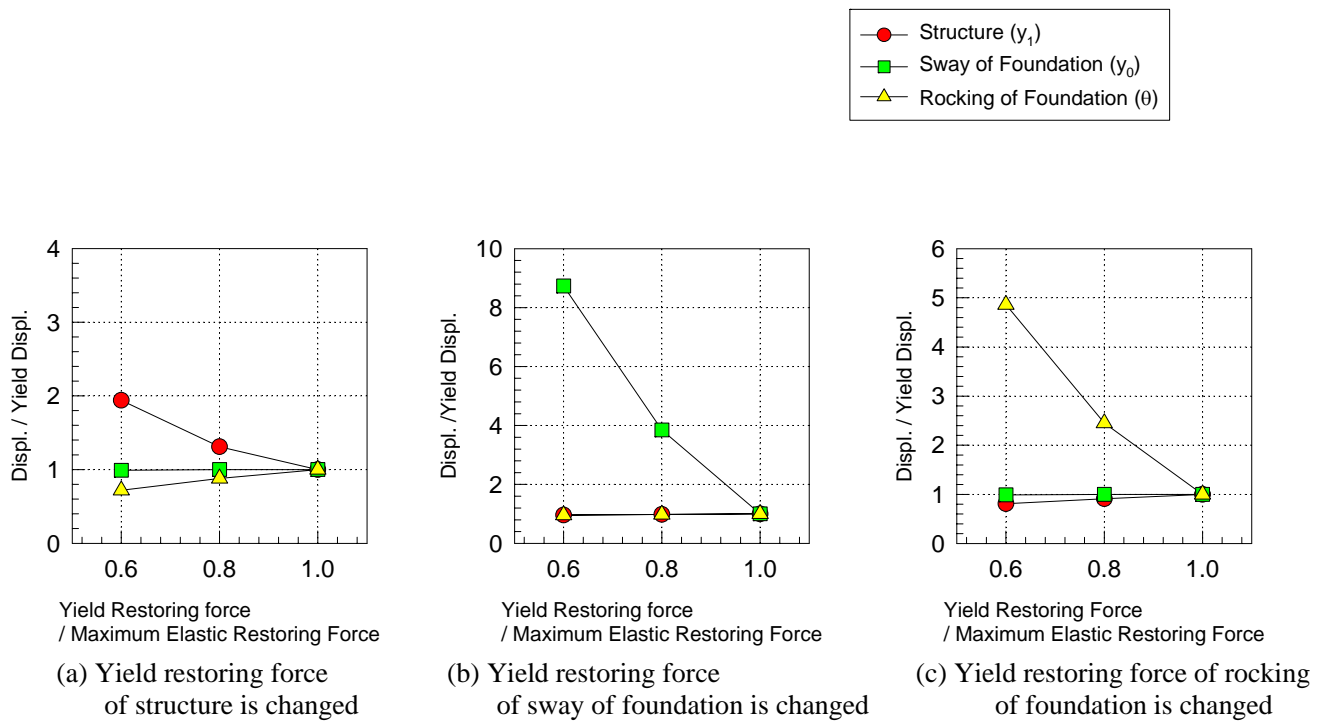 Structure (y1)
Sway of Foundation (y0)
Rocking of Foundation (θ)
4
3
2
1
0
Displ. / Yield Displ.
0.6 0.8 1.0
Yield Restoring force
/ Maximum Elastic Restoring Force
(a) Yield restoring force
of structure is changed
10
8
6
4
2
0
Displ. /Yield Displ.
0.6 0.8 1.0
Yield Restoring force
/ Maximum Elastic Restoring Force
(b) Yield restoring force
of sway of foundation is changed
6
5
4
3
2
1
0
Displ. / Yield Displ.
0.6 0.8 1.0
Yield Restoring Force
/ Maximum Elastic Restoring Force
(c) Yield restoring force of rocking
of foundation is changed